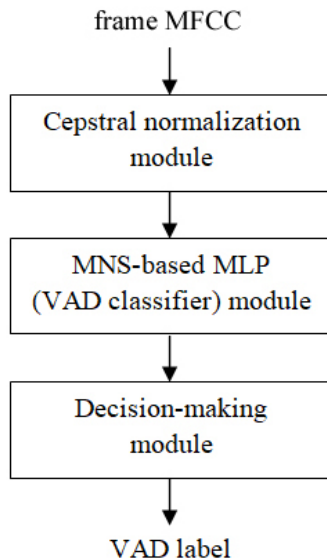 frame MFCC
Cepstral normalization
module
MNS-based MLP
(VAD classifier) module
Decision-making
module
VAD label